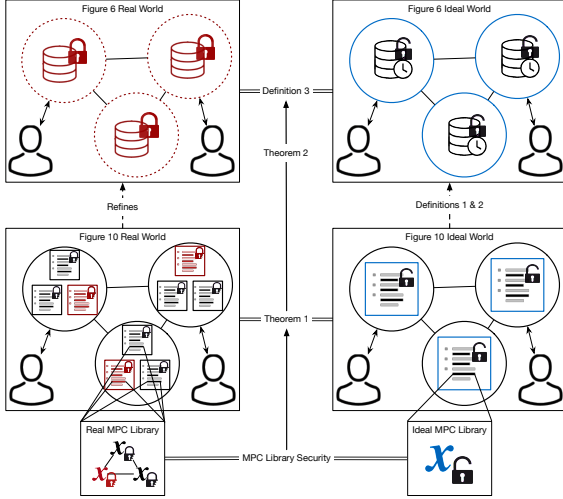 Figure 6 Real World
Figure 6 Ideal World
Definition 3
Theorem 2
Refines
Definitions 1 & 2
Figure 10 Real World
Figure 10 Ideal World
Theorem 1
Real MPC Library
Ideal MPC Library
x
x
x
MPC Library Security
x